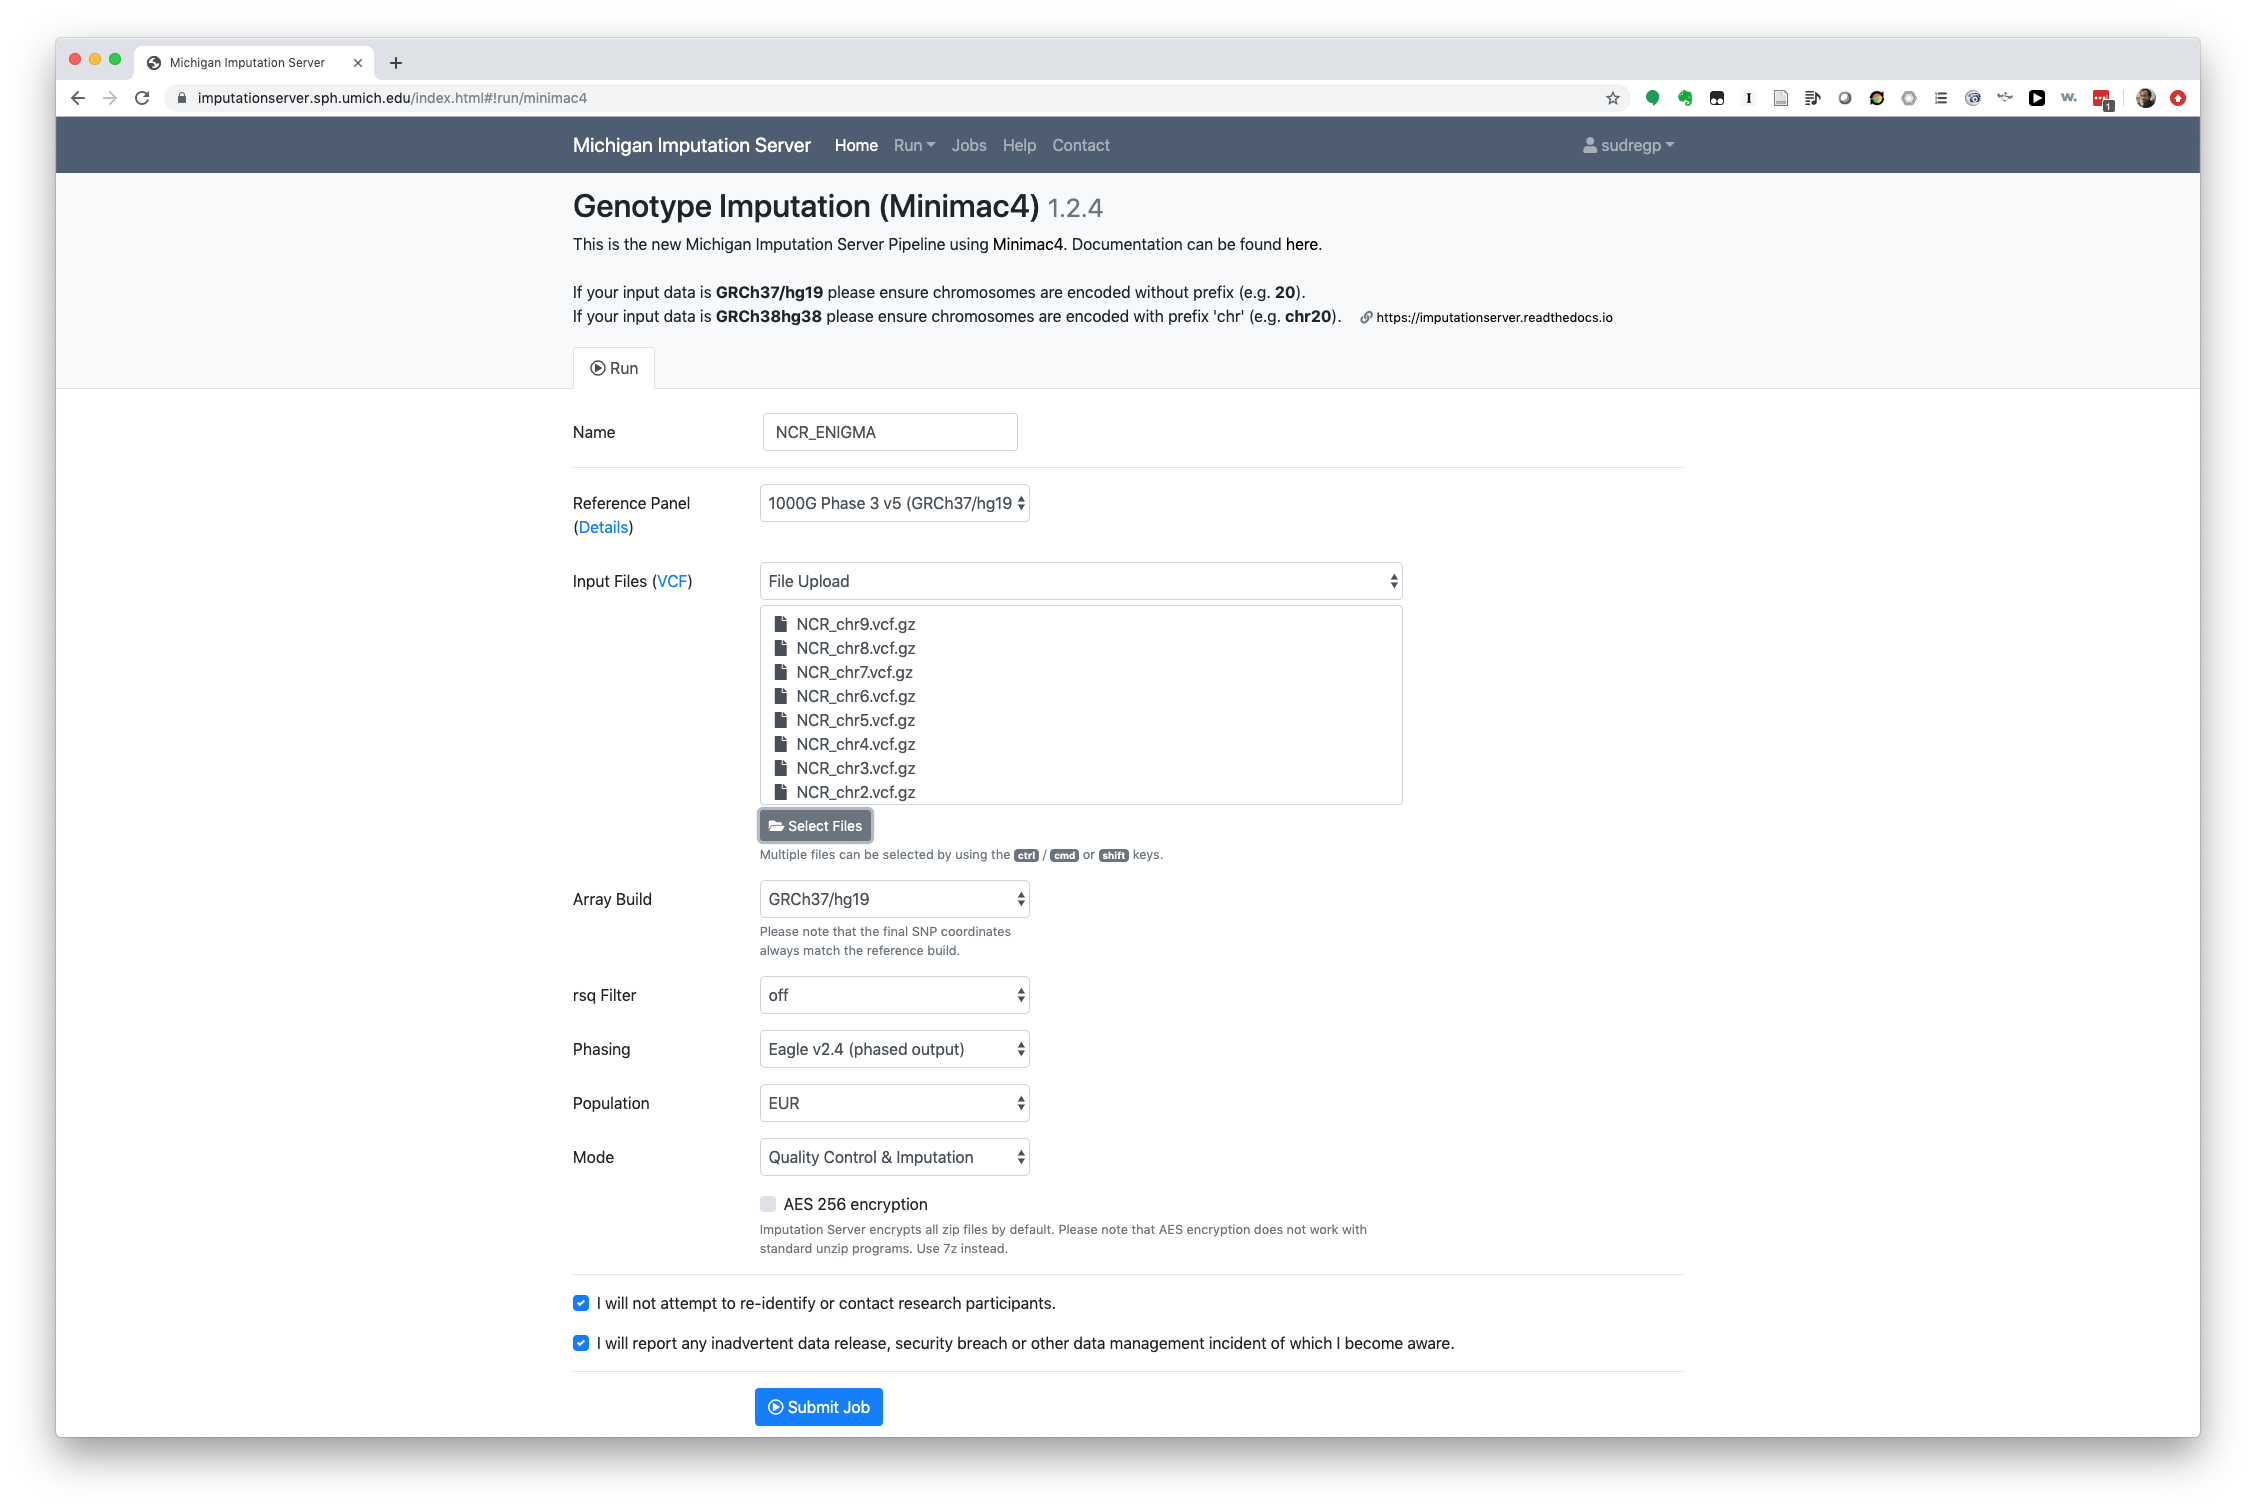 Michigan Imputation Server
imputationserver.sph.umich.edu/index.html#!run/minimac4
I
w.
1
Michigan Imputation Server Home Run Jobs Help Contact sudregp
Genotype Imputation (Minimac4) 1.2.4
This is the new Michigan Imputation Server Pipeline using Minimac4. Documentation can be found here.
If your input data is GRCh37/hg19 please ensure chromosomes are encoded without prefix (e.g. 20).
If your input data is GRCh38hg38 please ensure chromosomes are encoded with prefix 'chr' (e.g. chr20). https://imputationserver.readthedocs.io
Run
Name NCR_ENIGMA
Reference Panel 1000G Phase 3 v5 (GRCh37/hg19
(Details)
Input Files (VCF) File Upload
NCR_chr9.vcf.gz
NCR_chr8.vcf.gz
NCR_chr7.vcf.gz
NCR_chr6.vcf.gz
NCR_chr5.vcf.gz
NCR_chr4.vcf.gz
NCR_chr3.vcf.gz
NCR_chr2.vcf.gz
Select Files
Multiple files can be selected by using the ctrl / cmd or shift keys.
Array Build GRCh37/hg19
Please note that the final SNP coordinates
always match the reference build.
rsq Filter off
Phasing Eagle v2.4 (phased output)
Population EUR
Mode Quality Control & Imputation
AES 256 encryption
Imputation Server encrypts all zip files by default. Please note that AES encryption does not work with
standard unzip programs. Use 7z instead.
I will not attempt to re-identify or contact research participants.
I will report any inadvertent data release, security breach or other data management incident of which I become aware.
Submit Job